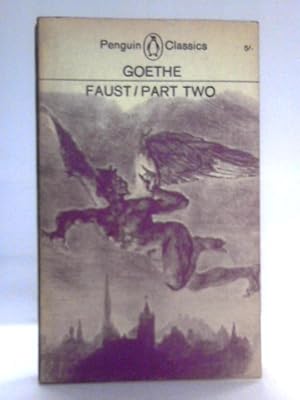 Penguin Classics 5/-
GOETHE
FAUST/PART TWO